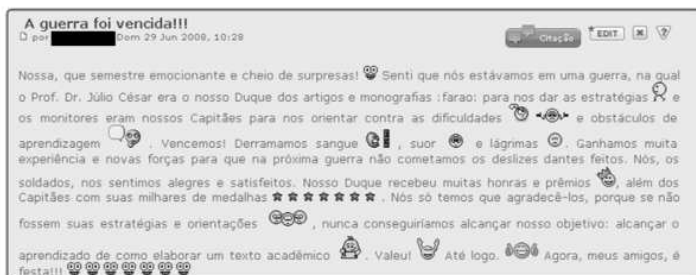 A guerra foi vencida!!!
por Dom 29 Jun 2008, 10:28
Citação EDIT X ?
Nossa, que semestre emocionante e cheio de surpresas! Senti que nós estávamos em uma guerra, na qual
o Prof. Dr. Júlio César era o nosso Duque dos artigos e monografias :farao: para nos dar as estratégias e
os monitores eram nossos Capitães para nos orientar contra as dificuldades e obstáculos de
aprendizagem . Vencemos! Derramamos sangue , suor e lágrimas . Ganhamos muita
experiência e novas forças para que na próxima guerra não cometamos os deslizes dantes feitos. Nós, os
soldados, nos sentimos alegres e satisfeitos. Nosso Duque recebeu muitas honras e prêmios , além dos
Capitães com suas milhares de medalhas . Nós só temos que agradecê-los, porque se não
fossem suas estratégias e orientações , nunca conseguiríamos alcançar nosso objetivo: alcançar o
aprendizado de como elaborar um texto acadêmico . Valeu! Até logo. Agora, meus amigos, é
festa!!!